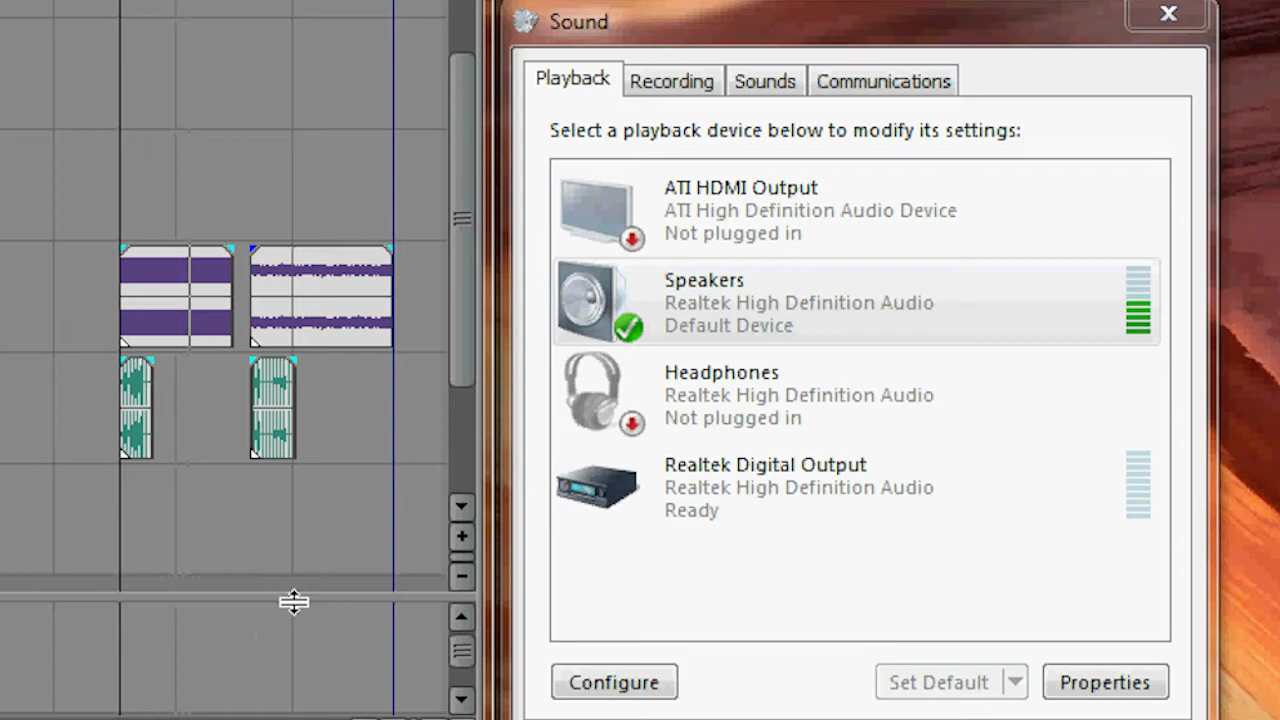 Sound
Playback
Recording
Sounds
Communications
Select a playback device below to modify its settings:
ATI HDMI Output
ATI High Definition Audio Device
Not plugged in
Speakers
Realtek High Definition Audio
Default Device
Headphones
Realtek High Definition Audio
Not plugged in
Realtek Digital Output
Realtek High Definition Audio
Ready
Configure
Set Default
Properties